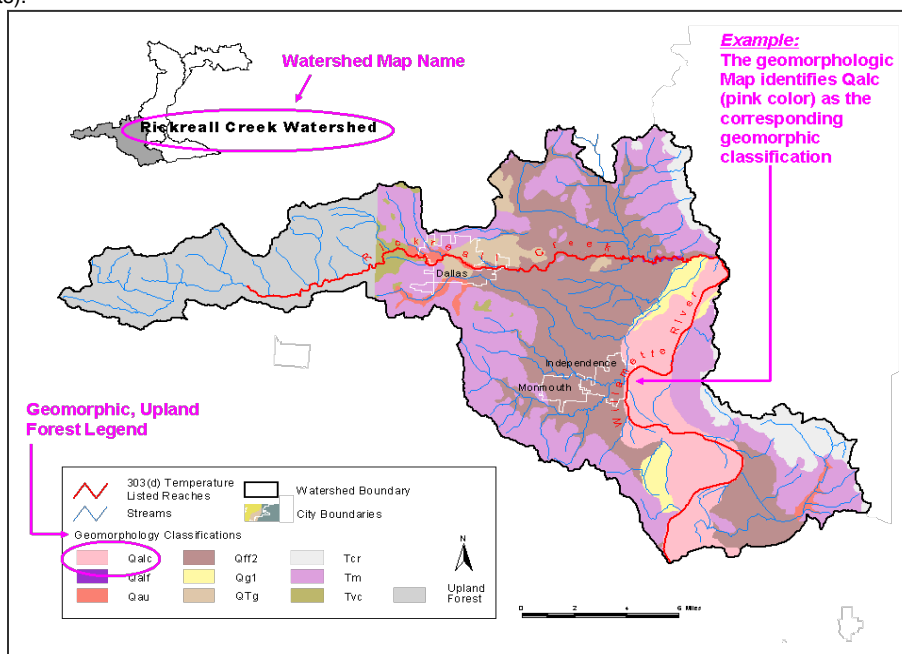 s).
Watershed Map Name
Rickreall Creek Watershed
Example:
The geomorphologic
Map identifies Qalc
(pink color) as the
corresponding
geomorphic
classification
Rickreall Creek
Dallas
Willamette River
Independence
Monmouth
Geomorphic, Upland
Forest Legend
303(d) Temperature
Listed Reaches
Watershed Boundary
Streams
City Boundaries
Geomorphology Classifications
Qalc
Qff2
Tcr
Qalf
Qg1
Tm
Qau
QTg
Tvc
Upland
Forest
N
0 2 4 6 Miles